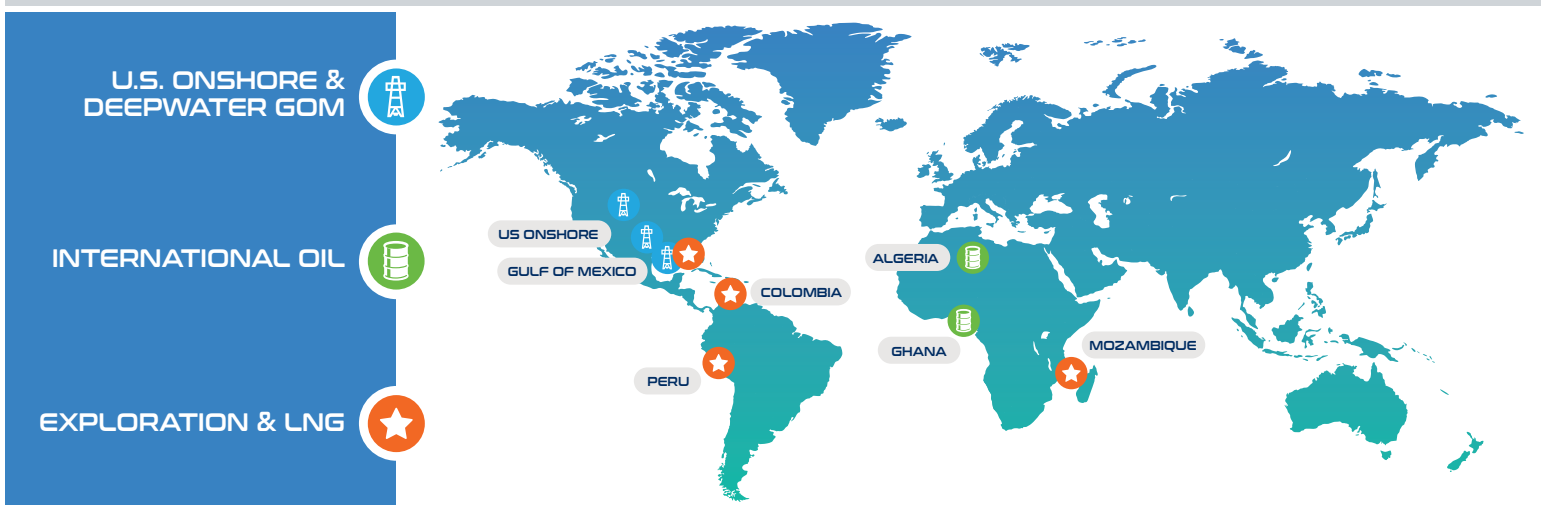 U.S. ONSHORE &
DEEPWATER GOM
INTERNATIONAL OIL
EXPLORATION & LNG
US ONSHORE
GULF OF MEXICO
COLOMBIA
PERU
ALGERIA
GHANA
MOZAMBIQUE